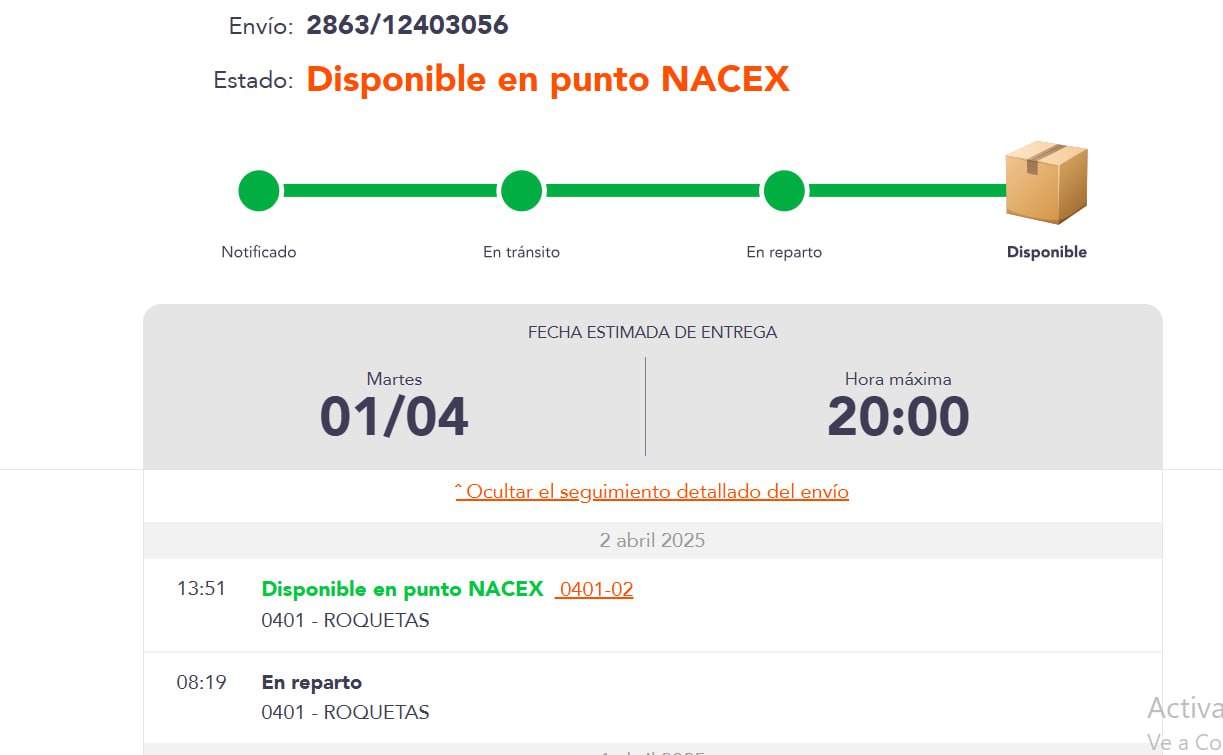 Envío: 2863/12403056
Estado: Disponible en punto NACEX
Notificado En tránsito En reparto Disponible
FECHA ESTIMADA DE ENTREGA
Martes Hora máxima
01/04 20:00
ˆ Ocultar el seguimiento detallado del envío
2 abril 2025
13:51 Disponible en punto NACEX 0401-02
0401 - ROQUETAS
08:19 En reparto
0401 - ROQUETAS
Activa
Ve a Co